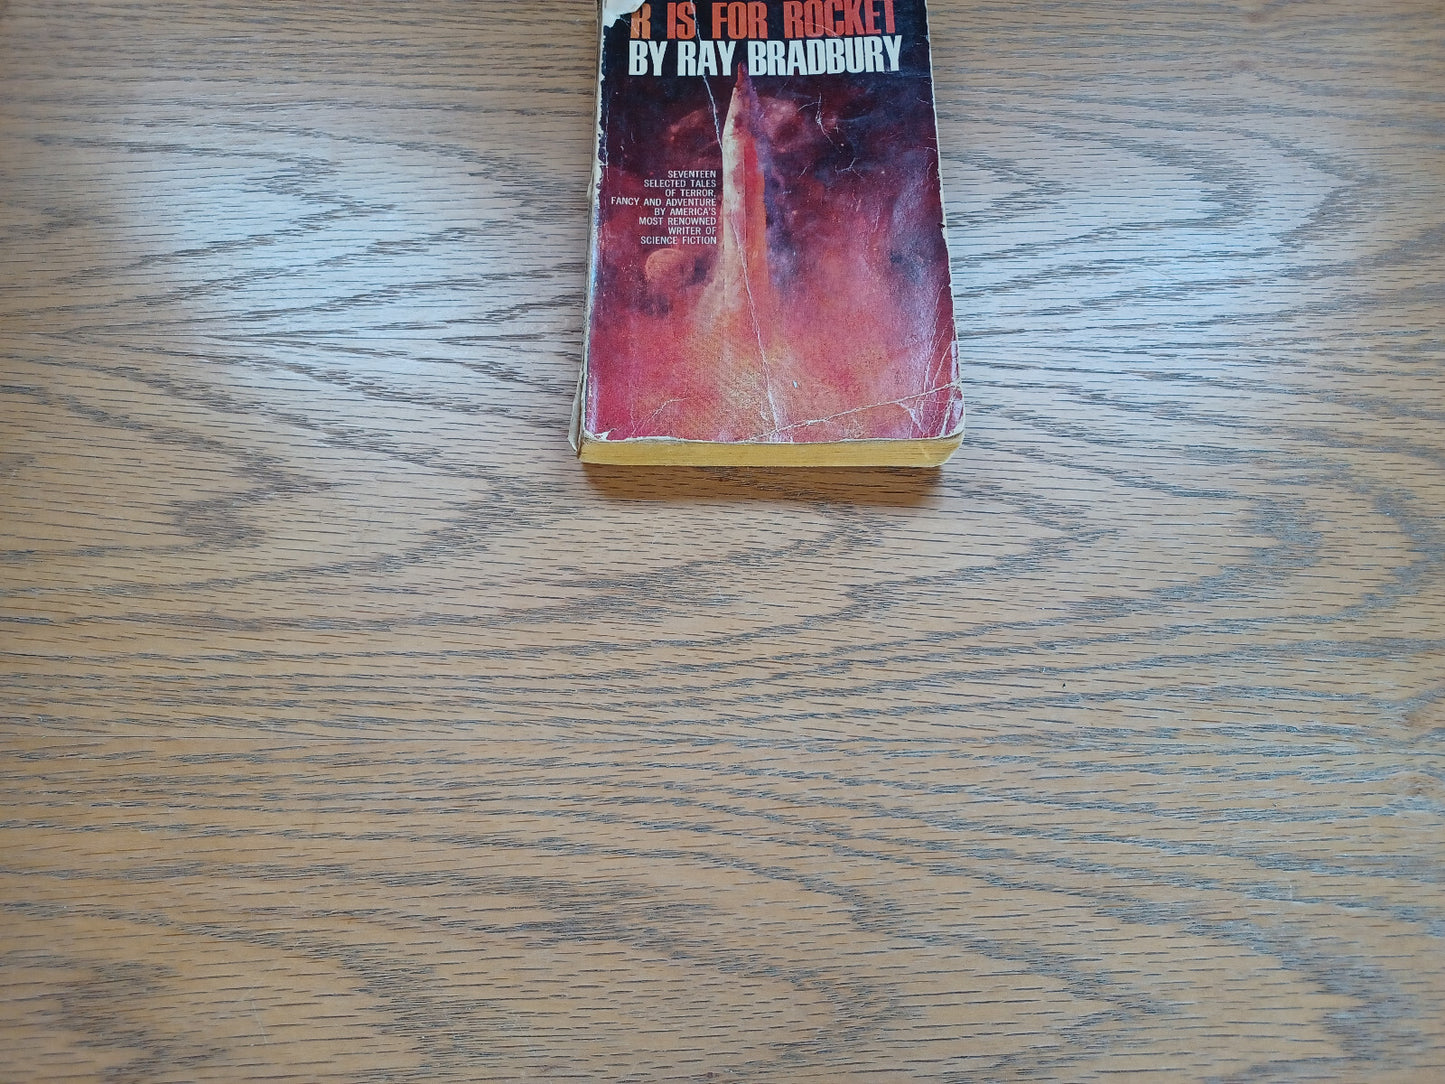 R IS FOR ROCKET
BY RAY BRADBURY
SEVENTEEN
SELECTED TALES
OF TERROR,
FANCY AND ADVENTURE
BY AMERICA'S
MOST RENOWNED
WRITER OF
SCIENCE FICTION